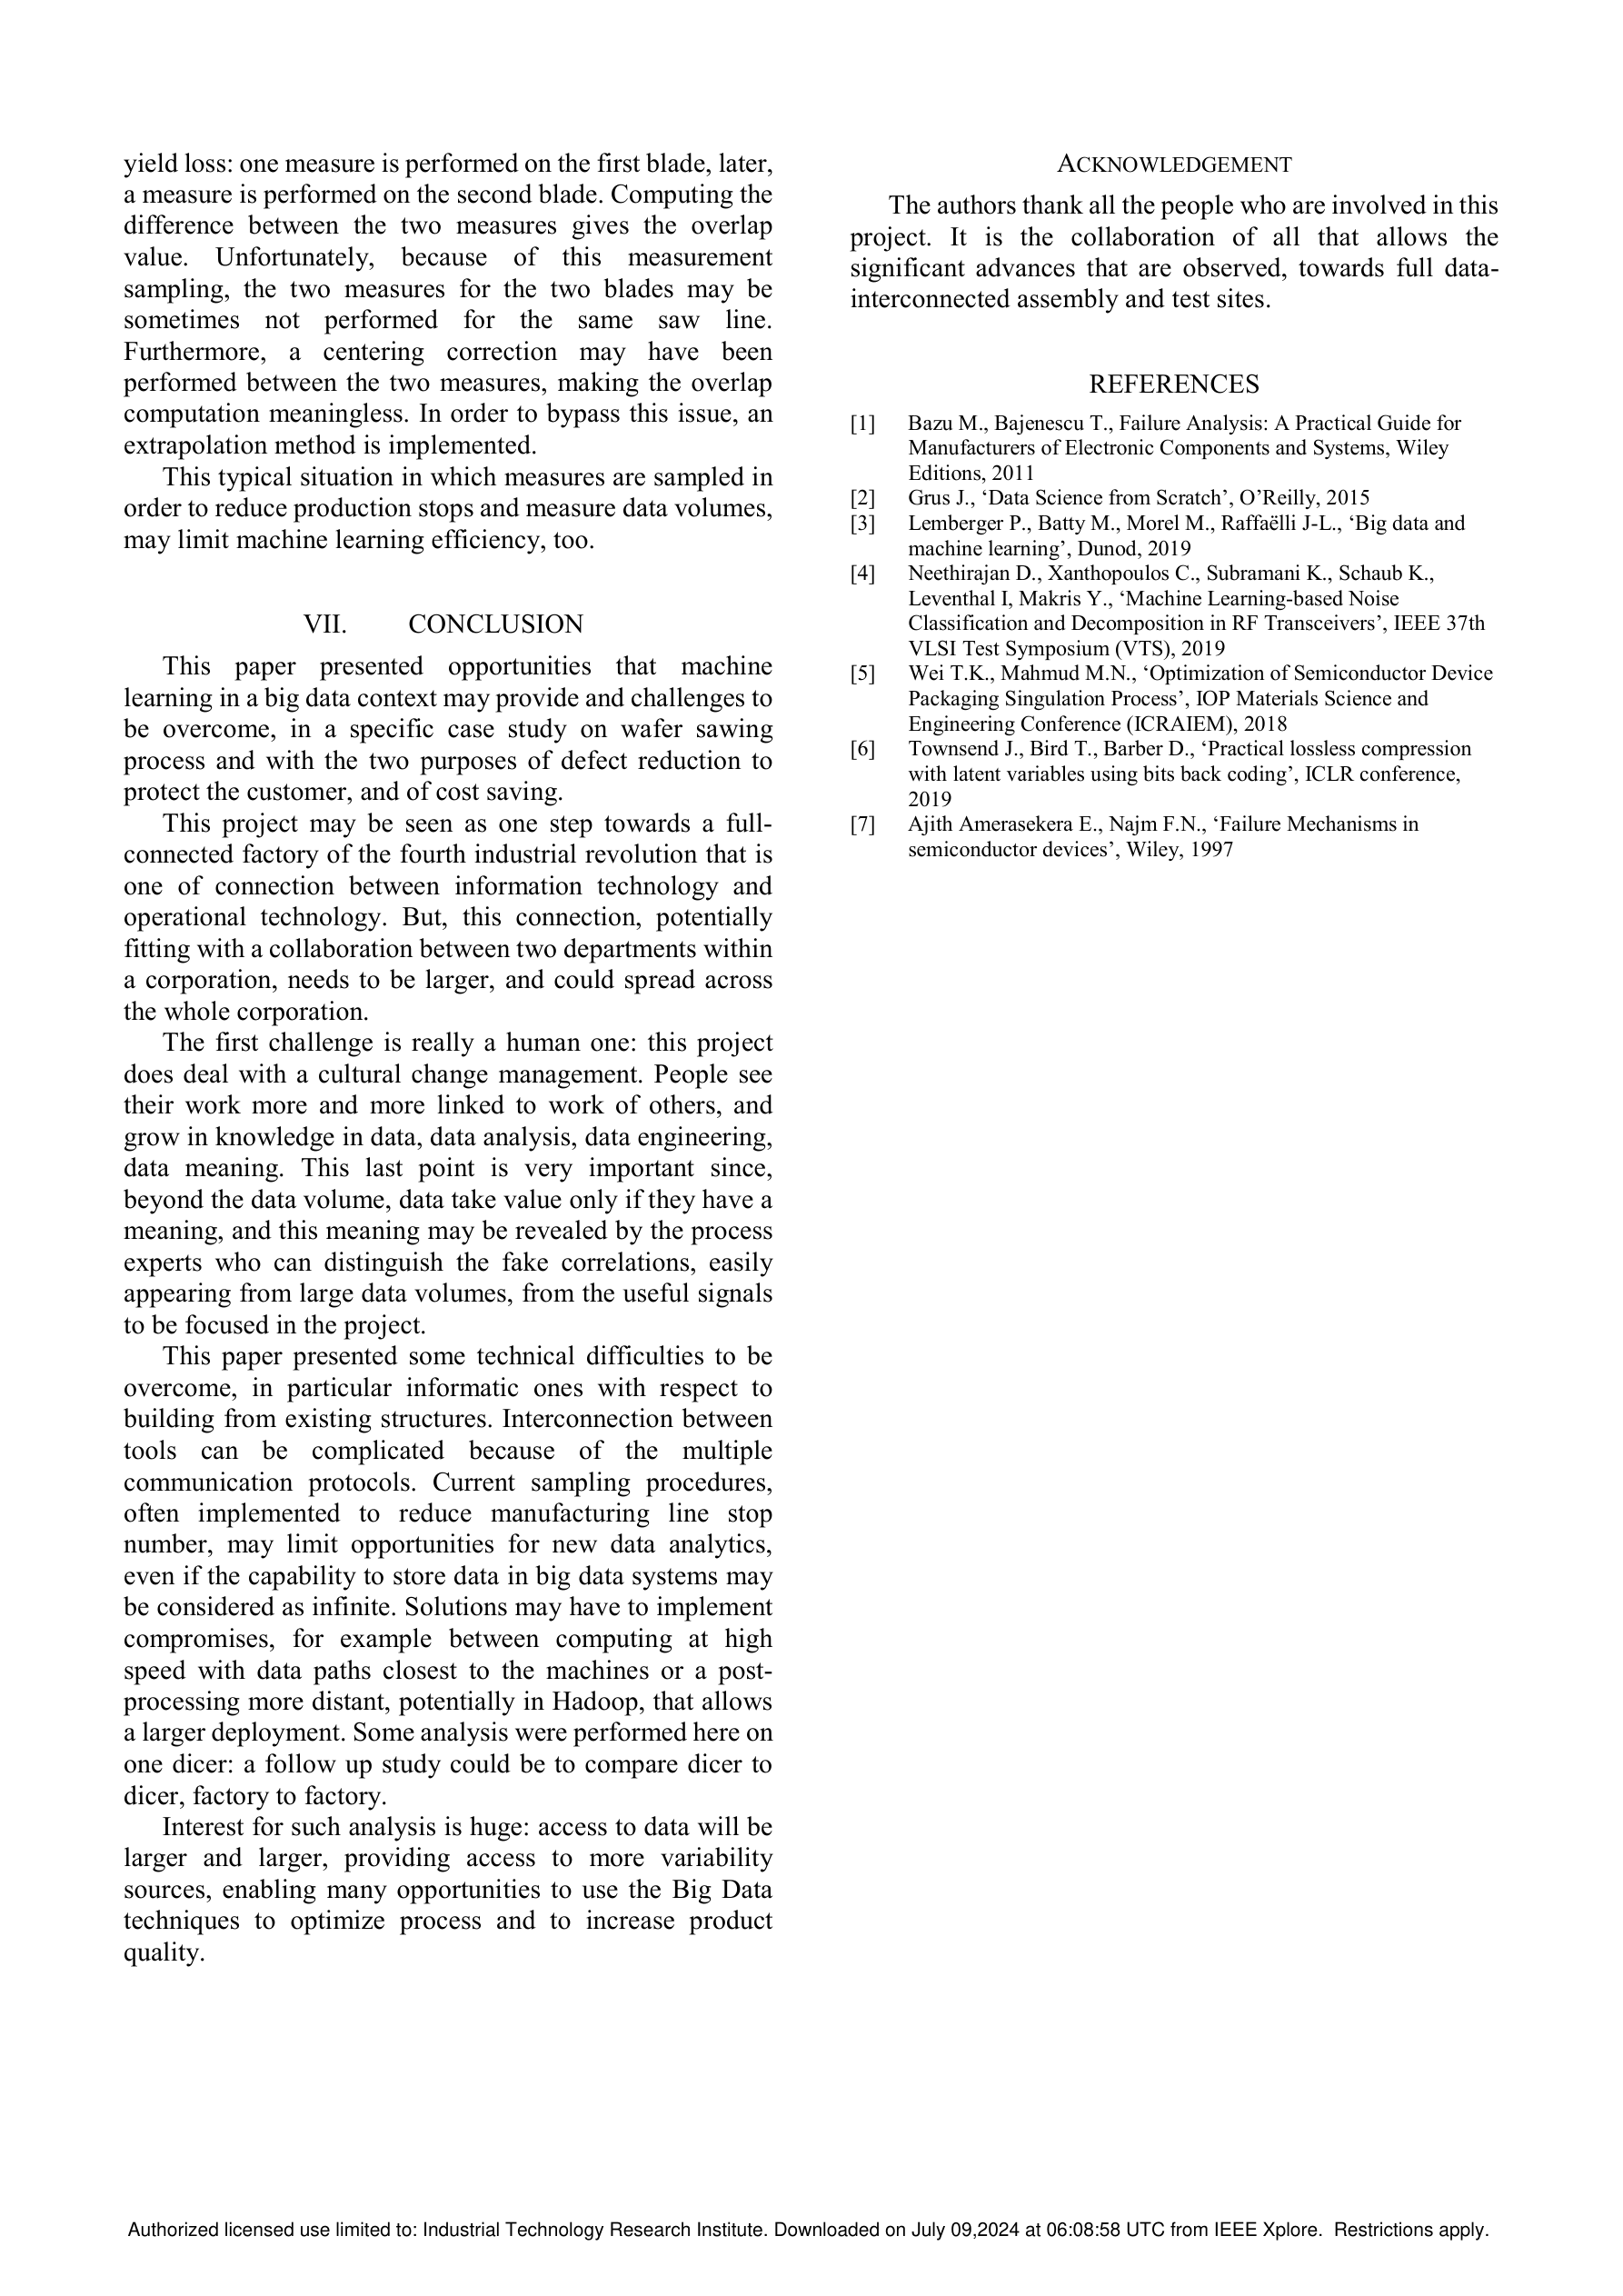 yield loss: one measure is performed on the first blade, later,
a measure is performed on the second blade. Computing the
difference between the two measures gives the overlap
value. Unfortunately, because of this measurement
sampling, the two measures for the two blades may be
sometimes not performed for the same saw line.
Furthermore, a centering correction may have been
performed between the two measures, making the overlap
computation meaningless. In order to bypass this issue, an
extrapolation method is implemented.
This typical situation in which measures are sampled in
order to reduce production stops and measure data volumes,
may limit machine learning efficiency, too.
VII. CONCLUSION
This paper presented opportunities that machine
learning in a big data context may provide and challenges to
be overcome, in a specific case study on wafer sawing
process and with the two purposes of defect reduction to
protect the customer, and of cost saving.
This project may be seen as one step towards a full-
connected factory of the fourth industrial revolution that is
one of connection between information technology and
operational technology. But, this connection, potentially
fitting with a collaboration between two departments within
a corporation, needs to be larger, and could spread across
the whole corporation.
The first challenge is really a human one: this project
does deal with a cultural change management. People see
their work more and more linked to work of others, and
grow in knowledge in data, data analysis, data engineering,
data meaning. This last point is very important since,
beyond the data volume, data take value only if they have a
meaning, and this meaning may be revealed by the process
experts who can distinguish the fake correlations, easily
appearing from large data volumes, from the useful signals
to be focused in the project.
This paper presented some technical difficulties to be
overcome, in particular informatic ones with respect to
building from existing structures. Interconnection between
tools can be complicated because of the multiple
communication protocols. Current sampling procedures,
often implemented to reduce manufacturing line stop
number, may limit opportunities for new data analytics,
even if the capability to store data in big data systems may
be considered as infinite. Solutions may have to implement
compromises, for example between computing at high
speed with data paths closest to the machines or a post-
processing more distant, potentially in Hadoop, that allows
a larger deployment. Some analysis were performed here on
one dicer: a follow up study could be to compare dicer to
dicer, factory to factory.
Interest for such analysis is huge: access to data will be
larger and larger, providing access to more variability
sources, enabling many opportunities to use the Big Data
techniques to optimize process and to increase product
quality.
ACKNOWLEDGEMENT
The authors thank all the people who are involved in this
project. It is the collaboration of all that allows the
significant advances that are observed, towards full data-
interconnected assembly and test sites.
REFERENCES
[1] Bazu M., Bajenescu T., Failure Analysis: A Practical Guide for
Manufacturers of Electronic Components and Systems, Wiley
Editions, 2011
[2] Grus J., ‘Data Science from Scratch’, O’Reilly, 2015
[3] Lemberger P., Batty M., Morel M., Raffaëlli J-L., ‘Big data and
machine learning’, Dunod, 2019
[4] Neethirajan D., Xanthopoulos C., Subramani K., Schaub K.,
Leventhal I, Makris Y., ‘Machine Learning-based Noise
Classification and Decomposition in RF Transceivers’, IEEE 37th
VLSI Test Symposium (VTS), 2019
[5] Wei T.K., Mahmud M.N., ‘Optimization of Semiconductor Device
Packaging Singulation Process’, IOP Materials Science and
Engineering Conference (ICRAIEM), 2018
[6] Townsend J., Bird T., Barber D., ‘Practical lossless compression
with latent variables using bits back coding’, ICLR conference,
2019
[7] Ajith Amerasekera E., Najm F.N., ‘Failure Mechanisms in
semiconductor devices’, Wiley, 1997
Authorized licensed use limited to: Industrial Technology Research Institute. Downloaded on July 09,2024 at 06:08:58 UTC from IEEE Xplore. Restrictions apply.